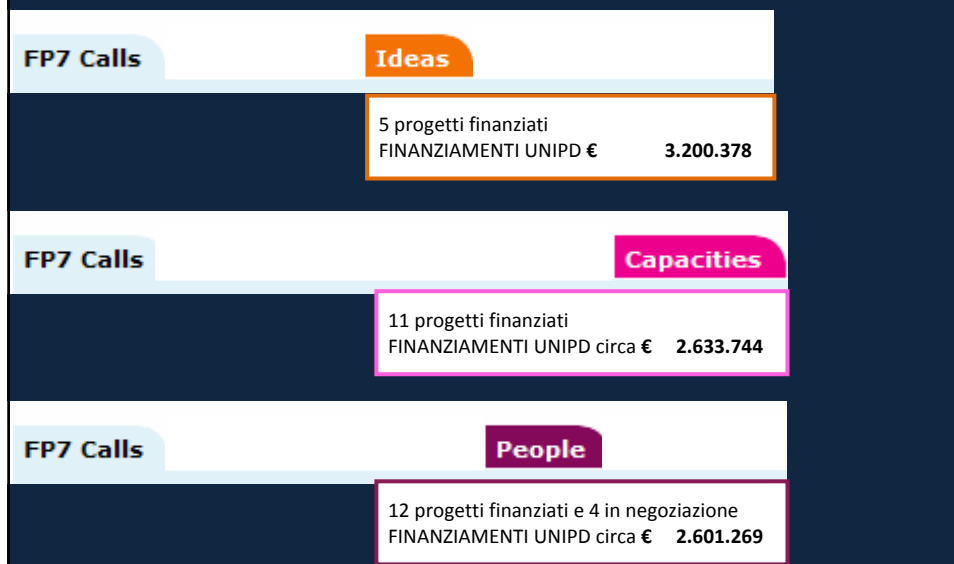 FP7 Calls Ideas
5 progetti finanziati
FINANZIAMENTI UNIPD € 3.200.378
FP7 Calls Capacities
11 progetti finanziati
FINANZIAMENTI UNIPD circa € 2.633.744
FP7 Calls People
12 progetti finanziati e 4 in negoziazione
FINANZIAMENTI UNIPD circa € 2.601.269